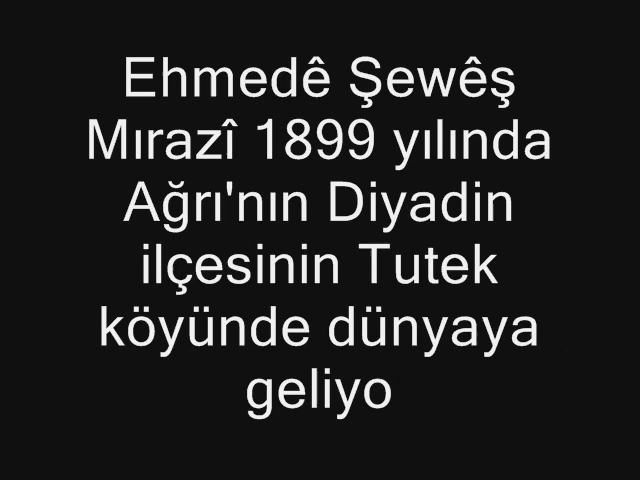 Ehmedê Şewêş
Mırazî 1899 yılında
Ağrı'nın Diyadin
ilçesinin Tutek
köyünde dünyaya
geliyo